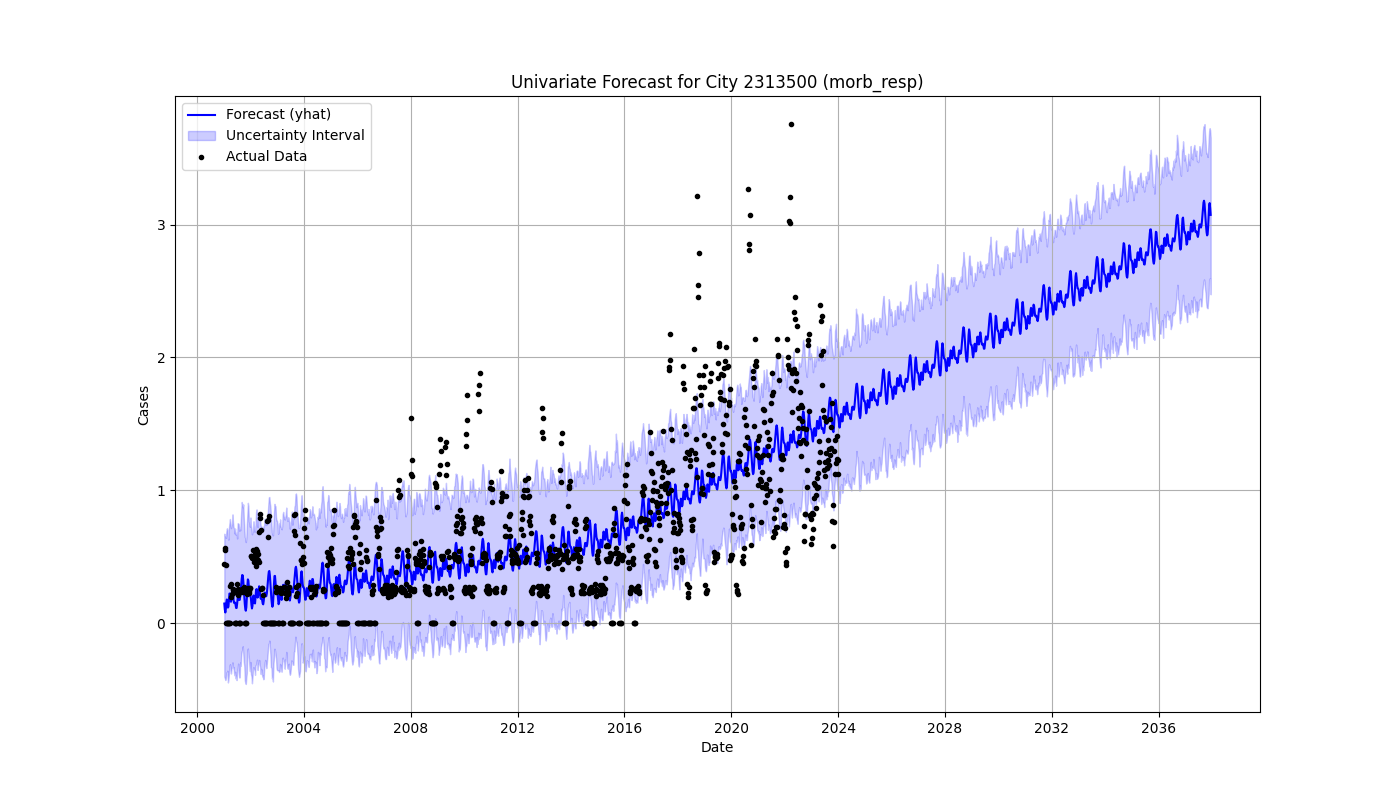 Univariate Forecast for City 2313500 (morb_resp)
Forecast (yhat)
Uncertainty Interval
Actual Data
Cases
3
2
1
0
2000 2004 2008 2012 2016 2020 2024 2028 2032 2036
Date